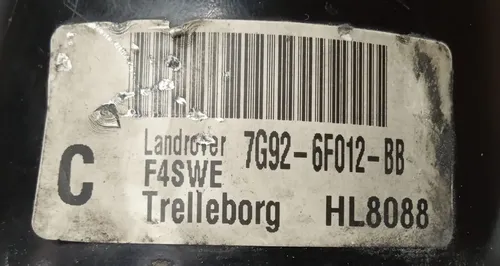 Landrover 7G92-6F012-BB
C F4SWE
Trelleborg HL8088